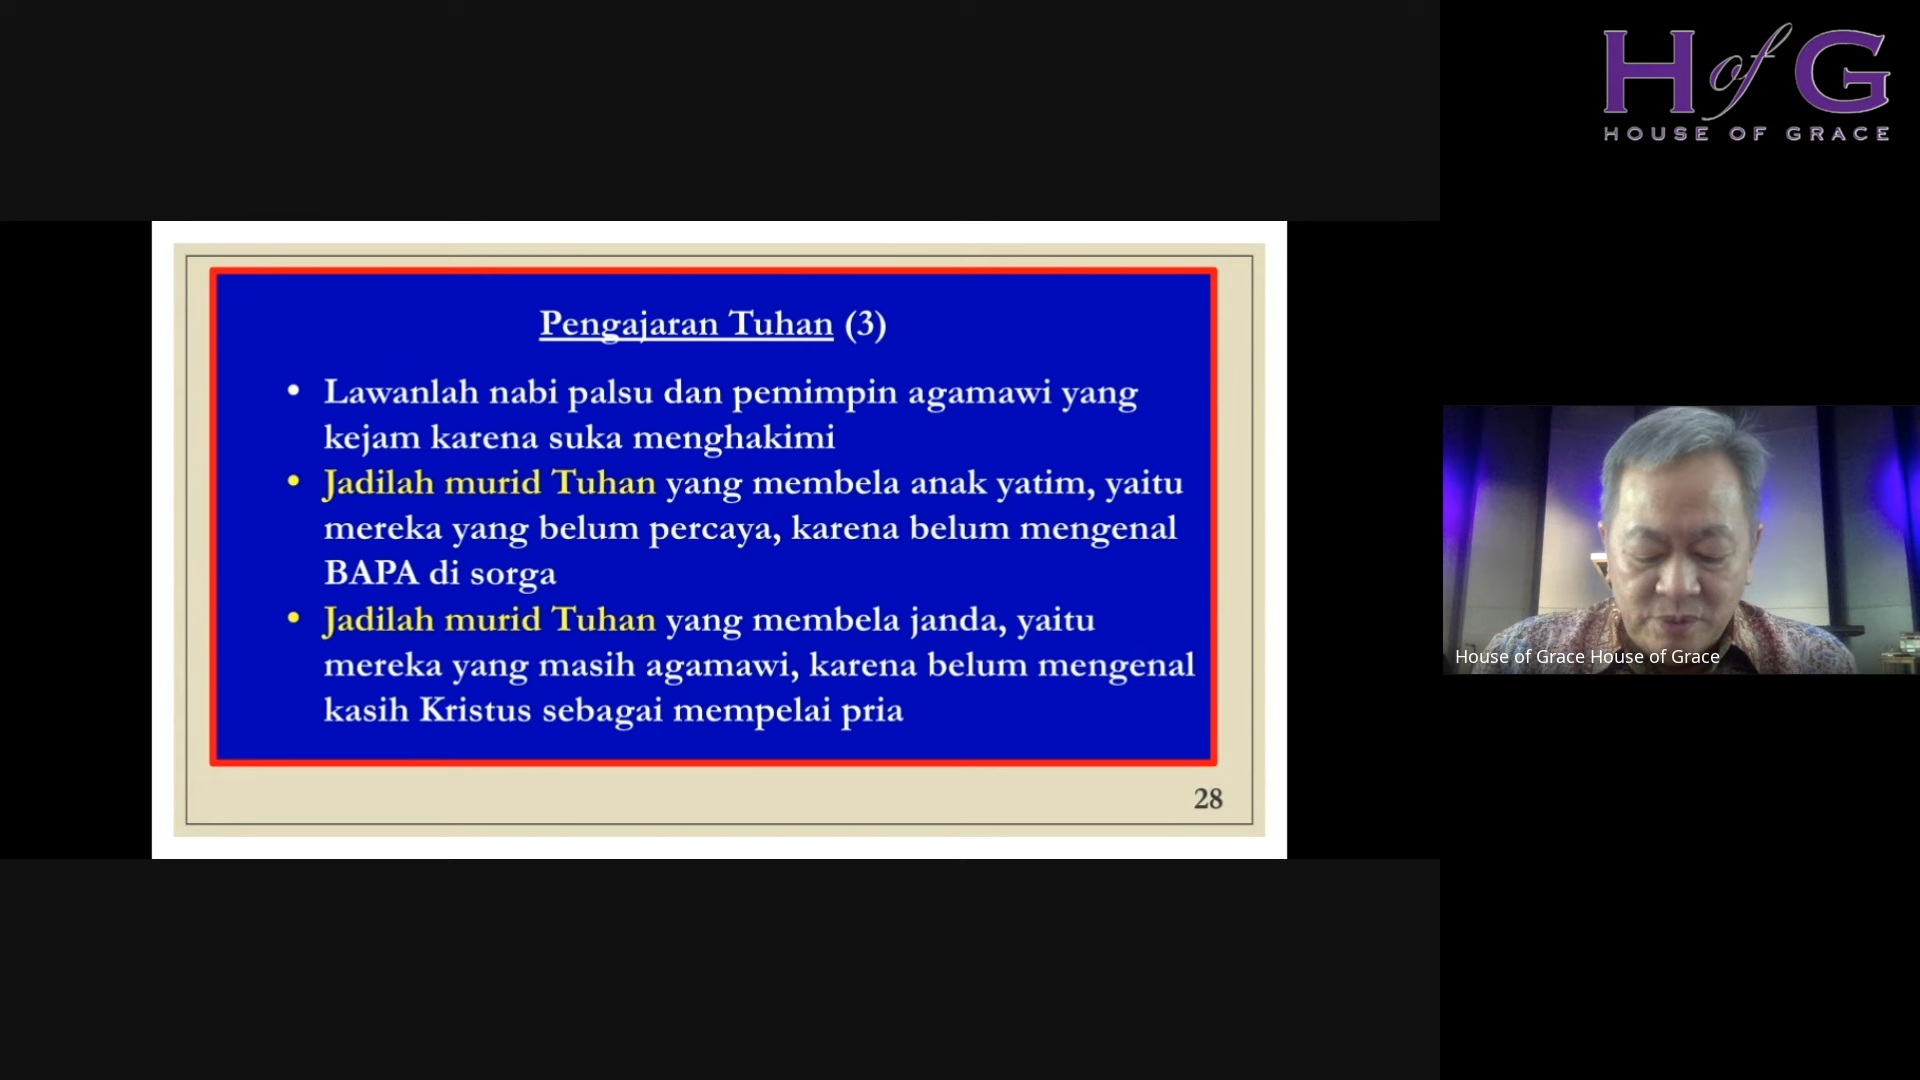 H of G
HOUSE OF GRACE
Pengajaran Tuhan (3)
• Lawanlah nabi palsu dan pemimpin agamawi yang
kejam karena suka menghakimi
• Jadilah murid Tuhan yang membela anak yatim, yaitu
mereka yang belum percaya, karena belum mengenal
BAPA di sorga
• Jadilah murid Tuhan yang membela janda, yaitu
mereka yang masih agamawi, karena belum mengenal
kasih Kristus sebagai mempelai pria
28
House of Grace House of Grace